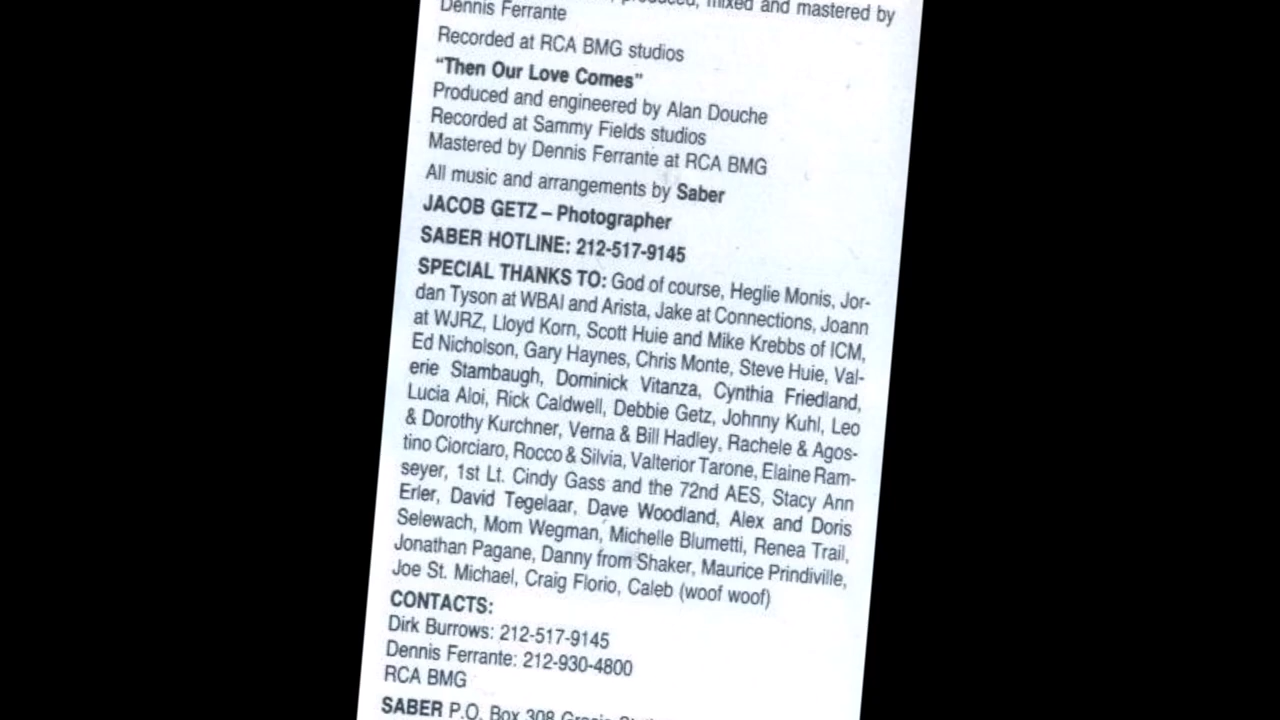 produced, mixed and mastered by
Dennis Ferrante
Recorded at RCA BMG studios
“Then Our Love Comes”
Produced and engineered by Alan Douche
Recorded at Sammy Fields studios
Mastered by Dennis Ferrante at RCA BMG
All music and arrangements by Saber
JACOB GETZ – Photographer
SABER HOTLINE: 212-517-9145
SPECIAL THANKS TO: God of course, Heglie Monis, Jor-
dan Tyson at WBAI and Arista, Jake at Connections, Joann
at WJRZ, Lloyd Korn, Scott Huie and Mike Krebbs of ICM,
Ed Nicholson, Gary Haynes, Chris Monte, Steve Huie, Val-
erie Stambaugh, Dominick Vitanza, Cynthia Friedland,
Lucia Aloi, Rick Caldwell, Debbie Getz, Johnny Kuhl, Leo
& Dorothy Kurchner, Verna & Bill Hadley, Rachele & Agos-
tino Ciorciaro, Rocco & Silvia, Valterior Tarone, Elaine Ram-
seyer, 1st Lt. Cindy Gass and the 72nd AES, Stacy Ann
Erler, David Tegelaar, Dave Woodland, Alex and Doris
Selewach, Mom Wegman, Michelle Blumetti, Renea Trail,
Jonathan Pagane, Danny from Shaker, Maurice Prindiville,
Joe St. Michael, Craig Florio, Caleb (woof woof)
CONTACTS:
Dirk Burrows: 212-517-9145
Dennis Ferrante: 212-930-4800
RCA BMG
SABER P.O. Box 308 Gracie